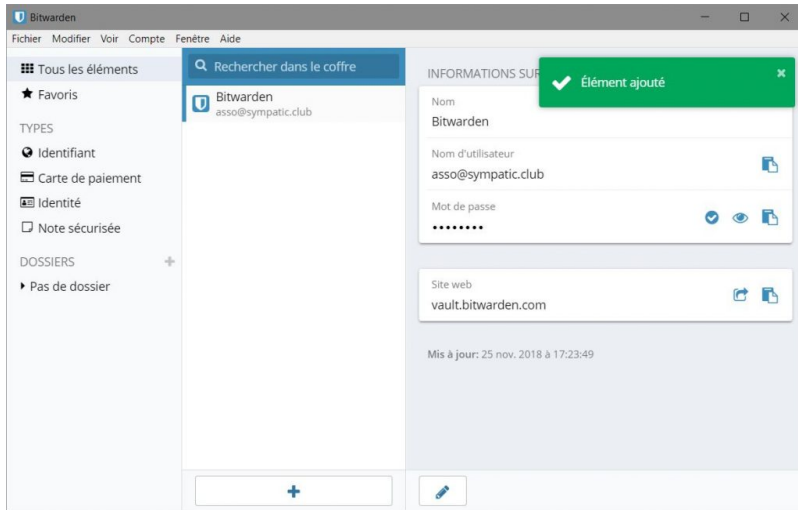 Bitwarden
Fichier Modifier Voir Compte Fenêtre Aide
Tous les éléments
Favoris
TYPES
Identifiant
Carte de paiement
Identité
Note sécurisée
DOSSIERS
Pas de dossier
Rechercher dans le coffre
Bitwarden
asso@sympatic.club
INFORMATIONS SUR
Élément ajouté
Nom
Bitwarden
Nom d'utilisateur
asso@sympatic.club
Mot de passe
••••••••
Site web
vault.bitwarden.com
Mis à jour: 25 nov. 2018 à 17:23:49